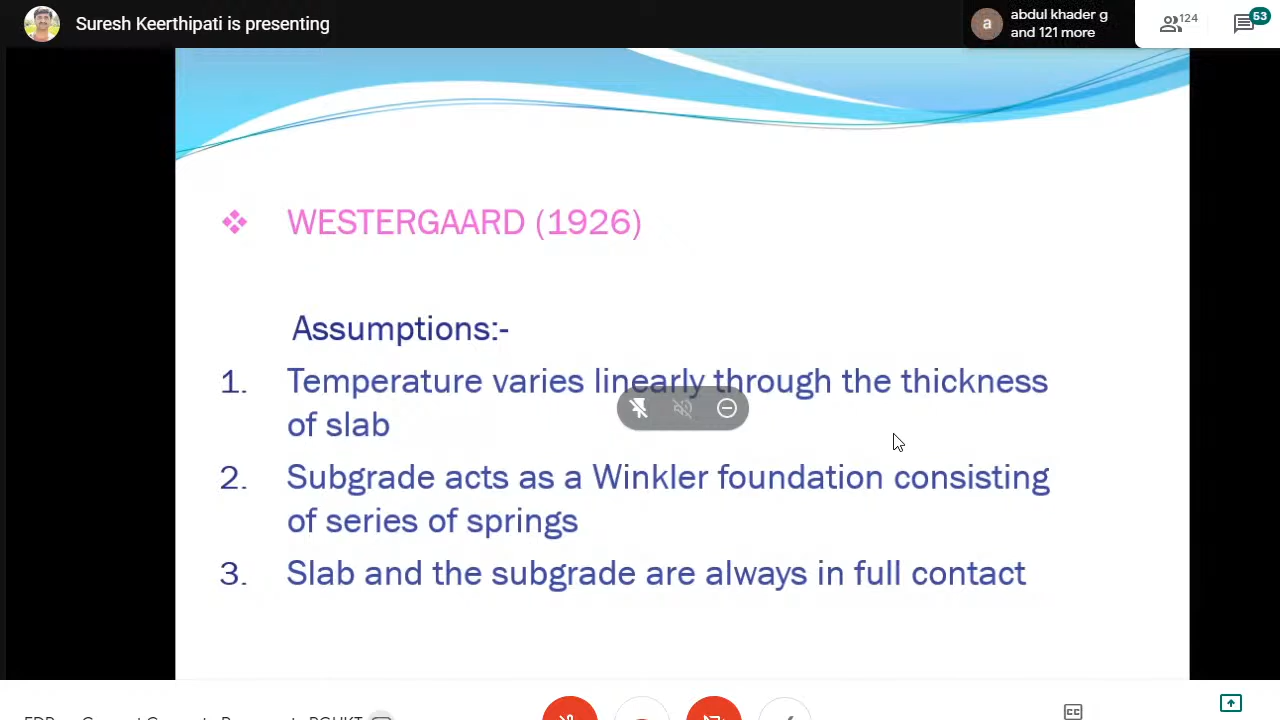 Suresh Keerthipati is presenting
a
abdul khader g
and 121 more
124
53
WESTERGAARD (1926)
Assumptions:-
1. Temperature varies linearly through the thickness
of slab
2. Subgrade acts as a Winkler foundation consisting
of series of springs
3. Slab and the subgrade are always in full contact
CC